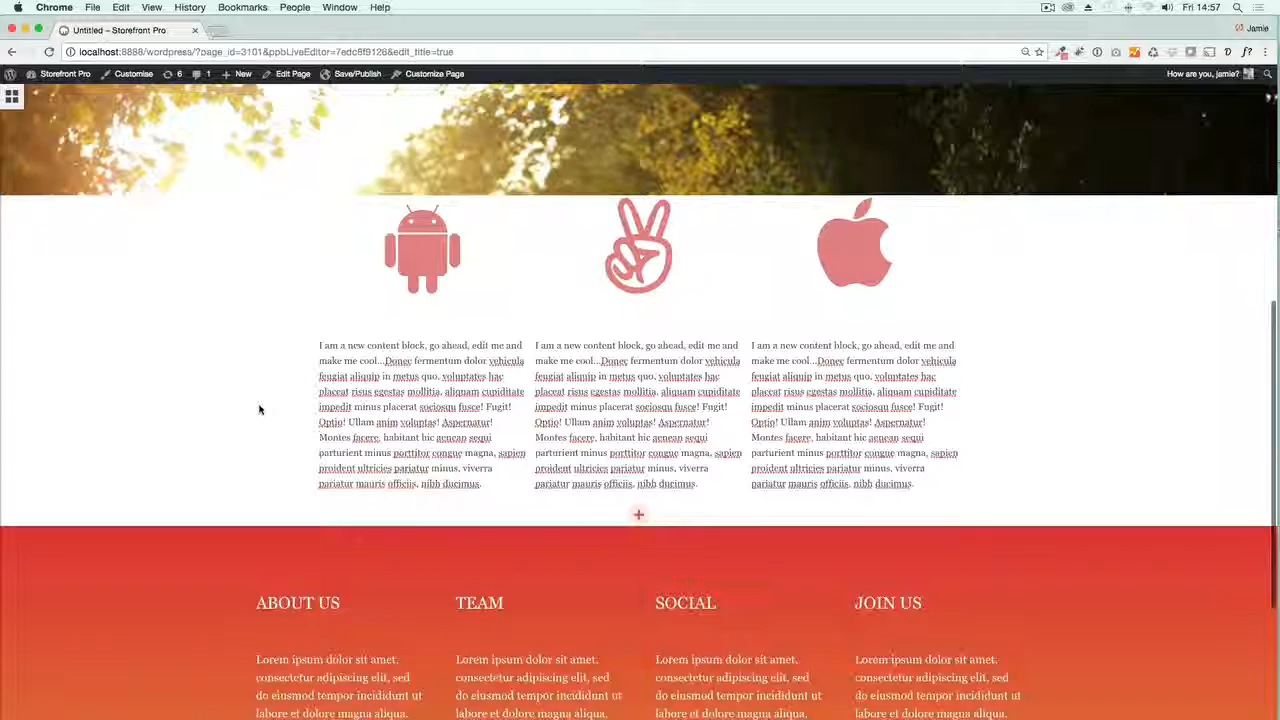 Chrome File Edit View History Bookmarks People Window Help Fri 14:57
Untitled – Storefront Pro Jamie
localhost:8888/wordpress/?page_id=3101&ppbLiveEditor=7edc8f9126&edit_title=true
Storefront Pro Customise 6 1 New Edit Page Save/Publish Customize Page How are you, jamie?
I am a new content block, go ahead, edit me and
make me cool...Donec fermentum dolor vehicula
feugiat aliquip in metus quo, voluptates hac
placeat risus egestas mollitia, aliquam cupiditate
impedit minus placerat sociosqu fusce! Fugit!
Optio! Ullam anim voluptas! Aspernatur!
Montes facere, habitant hic aenean sequi
parturient minus porttitor congue magna, sapien
proident ultricies pariatur minus, viverra
pariatur mauris officiis, nibh ducimus.
I am a new content block, go ahead, edit me and
make me cool...Donec fermentum dolor vehicula
feugiat aliquip in metus quo, voluptates hac
placeat risus egestas mollitia, aliquam cupiditate
impedit minus placerat sociosqu fusce! Fugit!
Optio! Ullam anim voluptas! Aspernatur!
Montes facere, habitant hic aenean sequi
parturient minus porttitor congue magna, sapien
proident ultricies pariatur minus, viverra
pariatur mauris officiis, nibh ducimus.
I am a new content block, go ahead, edit me and
make me cool...Donec fermentum dolor vehicula
feugiat aliquip in metus quo, voluptates hac
placeat risus egestas mollitia, aliquam cupiditate
impedit minus placerat sociosqu fusce! Fugit!
Optio! Ullam anim voluptas! Aspernatur!
Montes facere, habitant hic aenean sequi
parturient minus porttitor congue magna, sapien
proident ultricies pariatur minus, viverra
pariatur mauris officiis, nibh ducimus.
ABOUT US
Lorem ipsum dolor sit amet,
consectetur adipiscing elit, sed
do eiusmod tempor incididunt ut
labore et dolore magna aliqua.
TEAM
Lorem ipsum dolor sit amet,
consectetur adipiscing elit, sed
do eiusmod tempor incididunt ut
labore et dolore magna aliqua.
SOCIAL
Lorem ipsum dolor sit amet,
consectetur adipiscing elit, sed
do eiusmod tempor incididunt ut
labore et dolore magna aliqua,
JOIN US
Lorem ipsum dolor sit amet,
consectetur adipiscing elit, sed
do eiusmod tempor incididunt ut
labore et dolore magna aliqua.